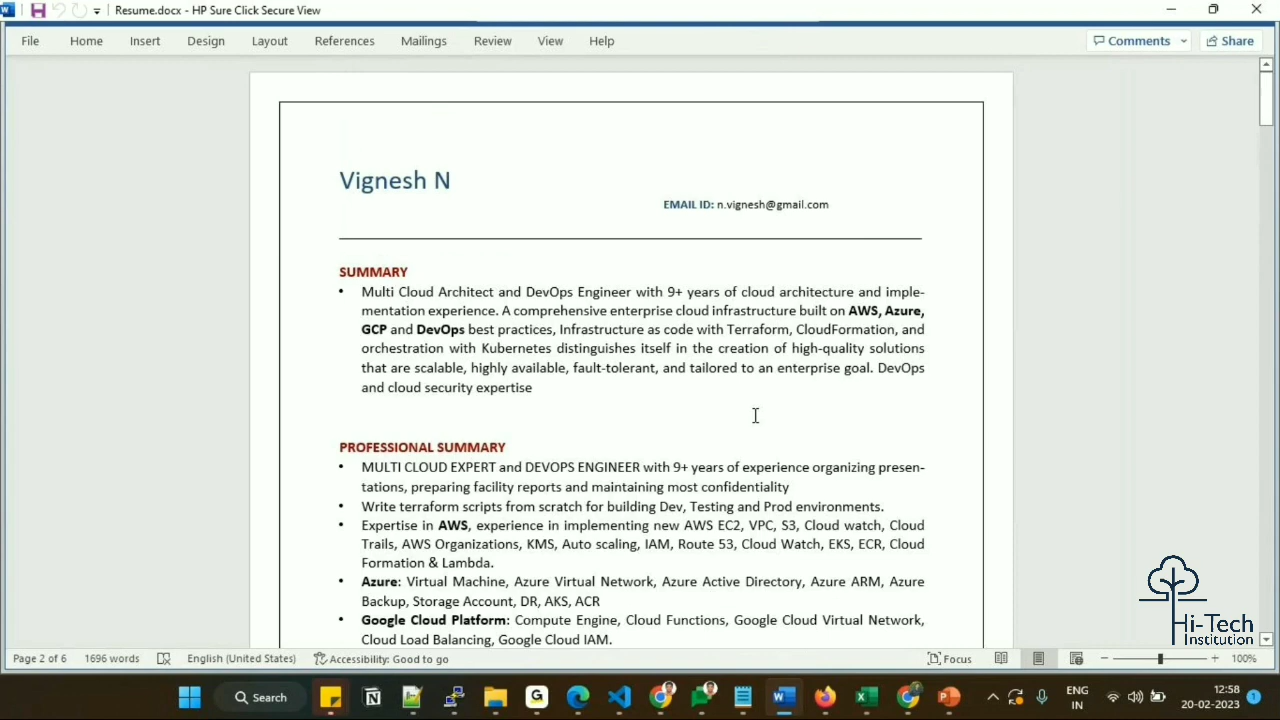 Resume.docx - HP Sure Click Secure View
File Home Insert Design Layout References Mailings Review View Help Comments Share
Vignesh N
EMAIL ID: n.vignesh@gmail.com
SUMMARY
• Multi Cloud Architect and DevOps Engineer with 9+ years of cloud architecture and imple-
mentation experience. A comprehensive enterprise cloud infrastructure built on AWS, Azure,
GCP and DevOps best practices, Infrastructure as code with Terraform, CloudFormation, and
orchestration with Kubernetes distinguishes itself in the creation of high-quality solutions
that are scalable, highly available, fault-tolerant, and tailored to an enterprise goal. DevOps
and cloud security expertise
PROFESSIONAL SUMMARY
• MULTI CLOUD EXPERT and DEVOPS ENGINEER with 9+ years of experience organizing presen-
tations, preparing facility reports and maintaining most confidentiality
• Write terraform scripts from scratch for building Dev, Testing and Prod environments.
• Expertise in AWS, experience in implementing new AWS EC2, VPC, S3, Cloud watch, Cloud
Trails, AWS Organizations, KMS, Auto scaling, IAM, Route 53, Cloud Watch, EKS, ECR, Cloud
Formation & Lambda.
• Azure: Virtual Machine, Azure Virtual Network, Azure Active Directory, Azure ARM, Azure
Backup, Storage Account, DR, AKS, ACR
• Google Cloud Platform: Compute Engine, Cloud Functions, Google Cloud Virtual Network,
Cloud Load Balancing, Google Cloud IAM.
Hi-Tech
Institution
Page 2 of 6 1696 words English (United States) Accessibility: Good to go Focus 100%
Search ENG 12:58
IN 20-02-2023 1